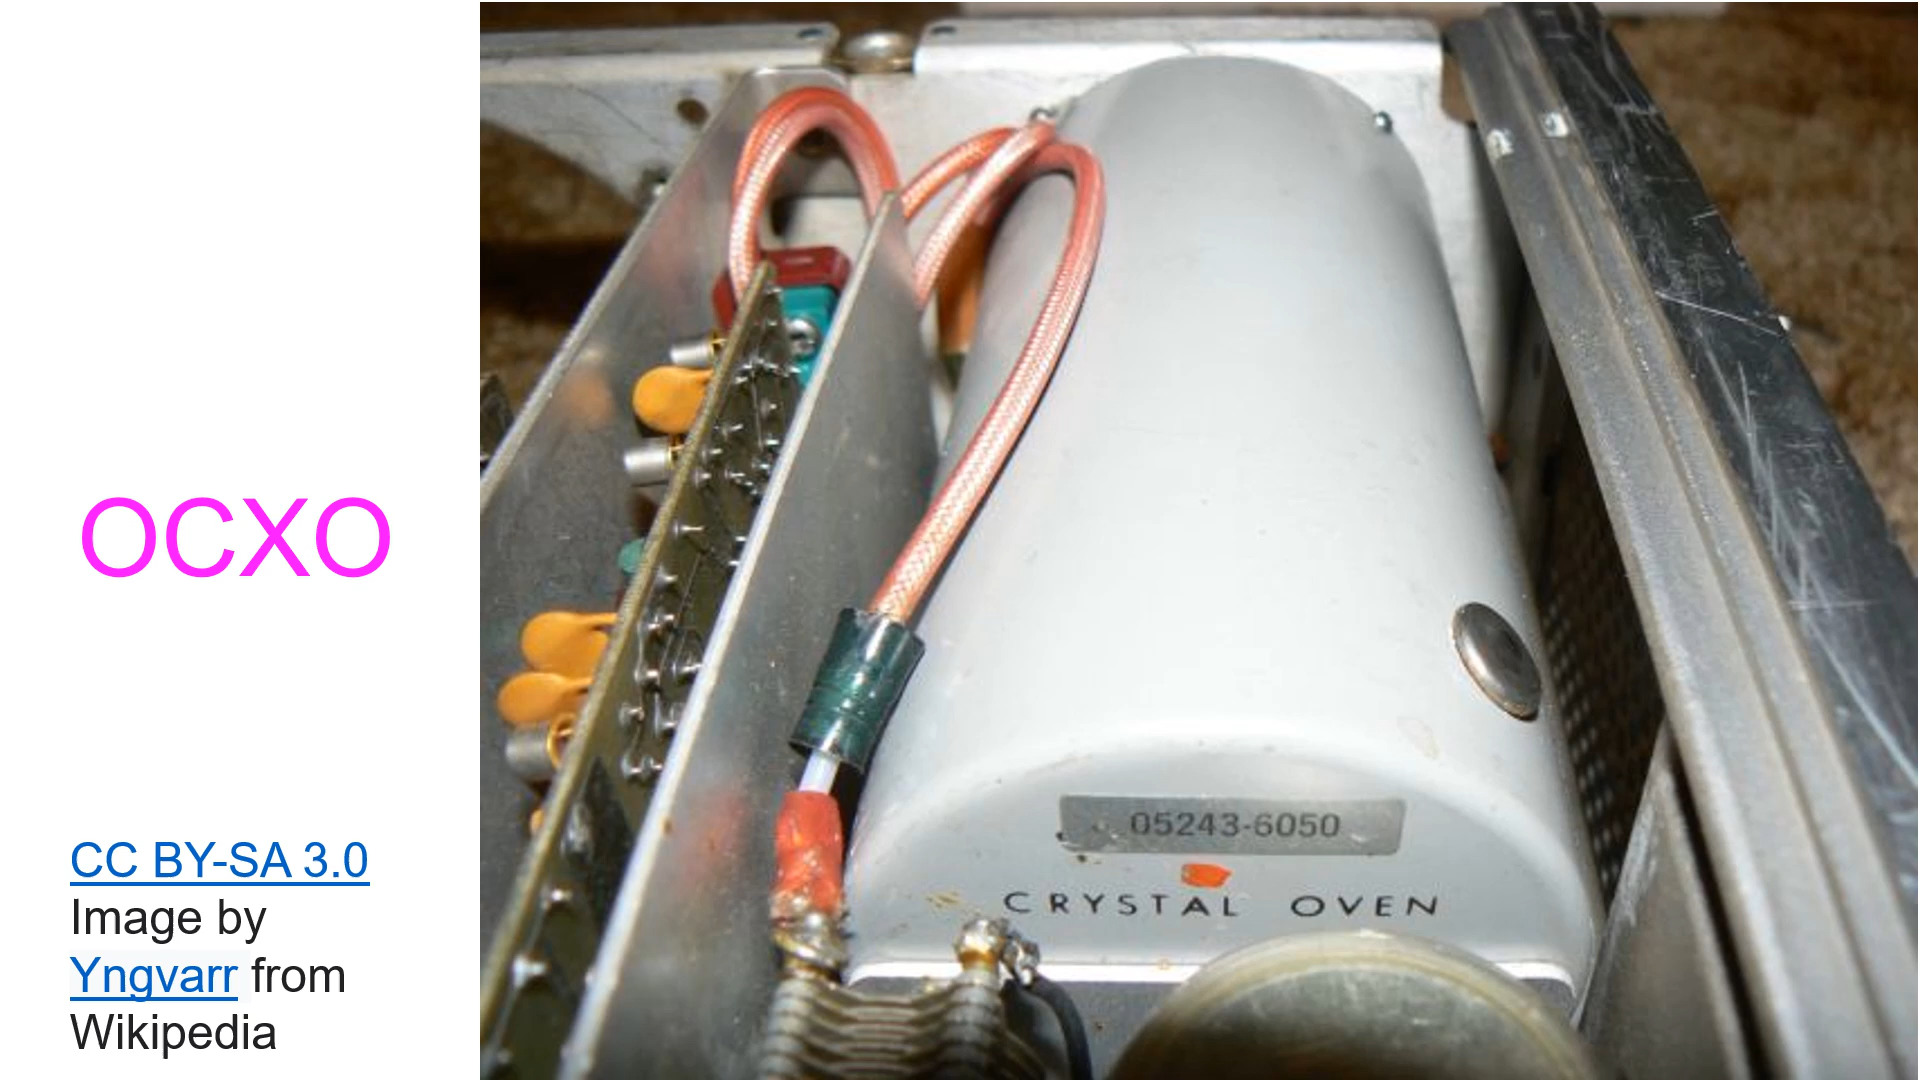 OCXO
CC BY-SA 3.0
Image by
Yngvarr from
Wikipedia
05243-6050
CRYSTAL OVEN